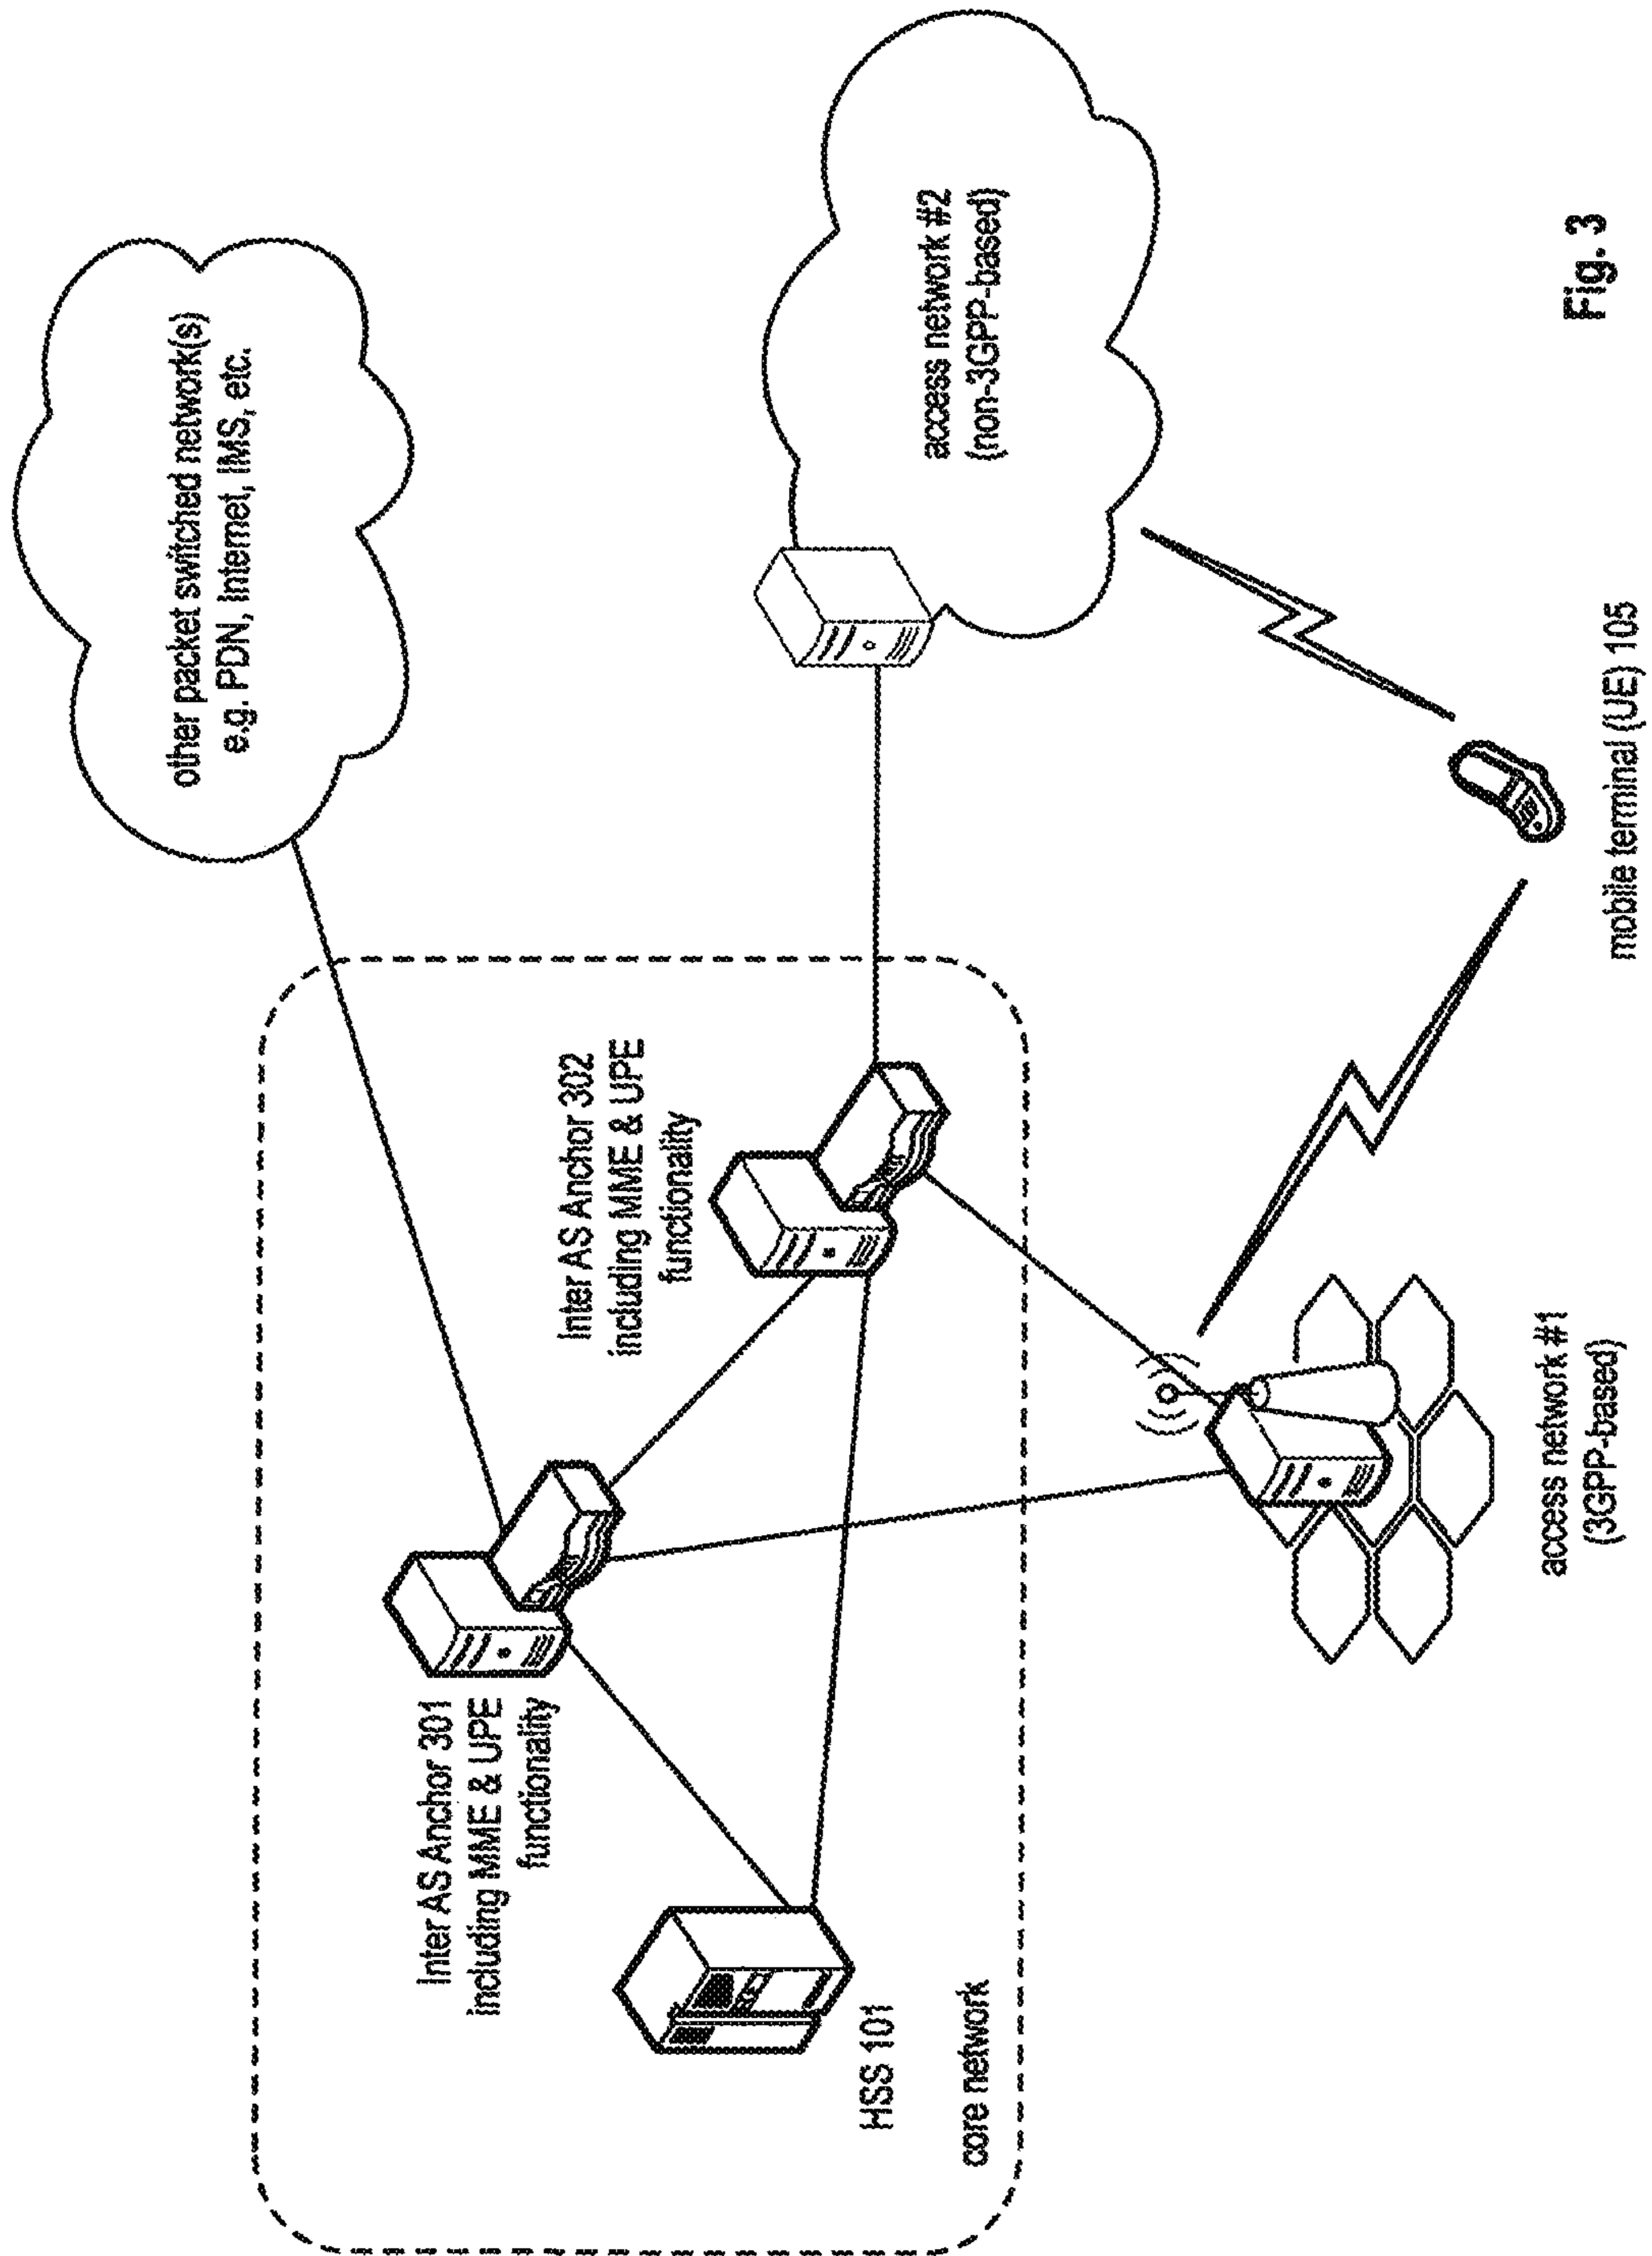 other packet switched network(s)
e.g. PDN, Internet, IMS, etc.
Inter AS Anchor 301
including MME & UPE
functionality
Inter AS Anchor 302
including MME & UPE
functionality
access network #2
(non-3GPP-based)
HSS 101
core network
access network #1
(3GPP-based)
mobile terminal (UE) 105
Fig. 3